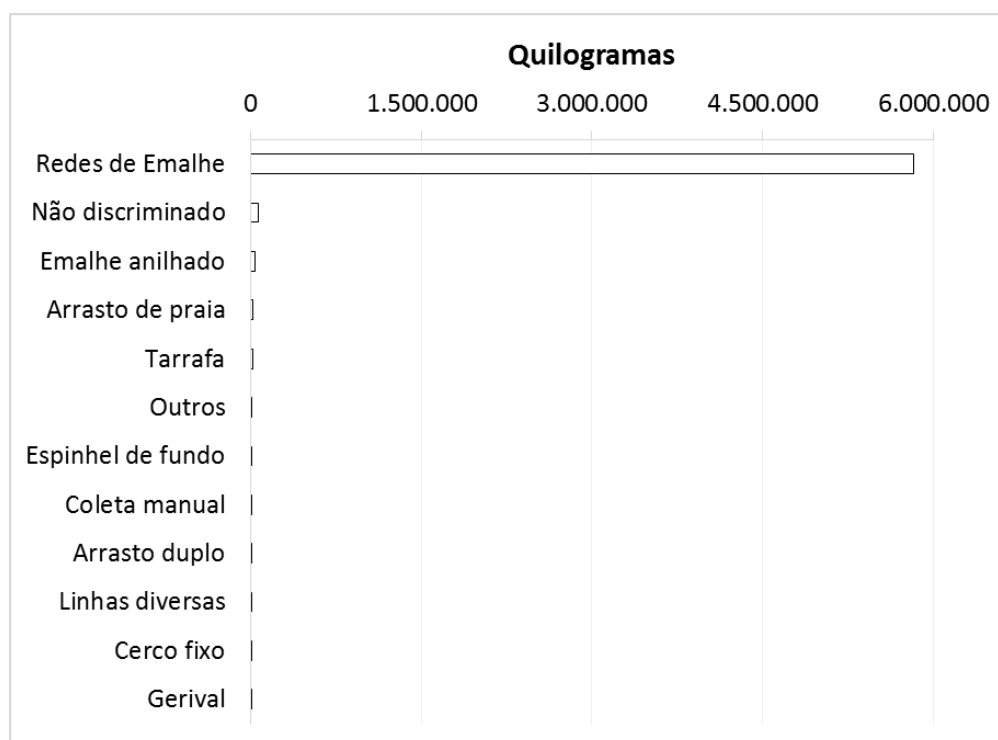 Quilogramas
0 1.500.000 3.000.000 4.500.000 6.000.000
Redes de Emalhe
Não discriminado
Emalhe anilhado
Arrasto de praia
Tarrafa
Outros
Espinhel de fundo
Coleta manual
Arrasto duplo
Linhas diversas
Cerco fixo
Gerival